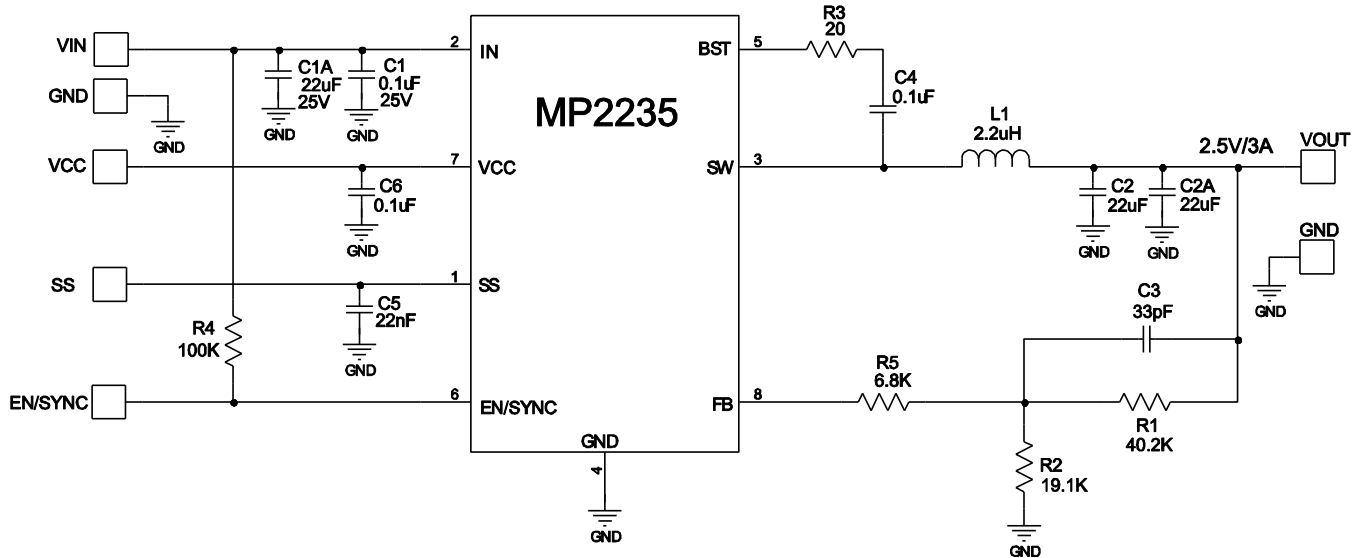 VIN
GND
GND
VCC
SS
EN/SYNC
R4
100K
C1A
22uF
25V
GND
C1
0.1uF
25V
GND
C6
0.1uF
GND
C5
22nF
GND
2
7
1
6
IN
VCC
SS
EN/SYNC
MP2235
BST
SW
FB
GND
4
GND
5
3
8
R3
20
C4
0.1uF
L1
2.2uH
C2
22uF
GND
C2A
22uF
GND
2.5V/3A
VOUT
GND
GND
C3
33pF
R5
6.8K
R1
40.2K
R2
19.1K
GND